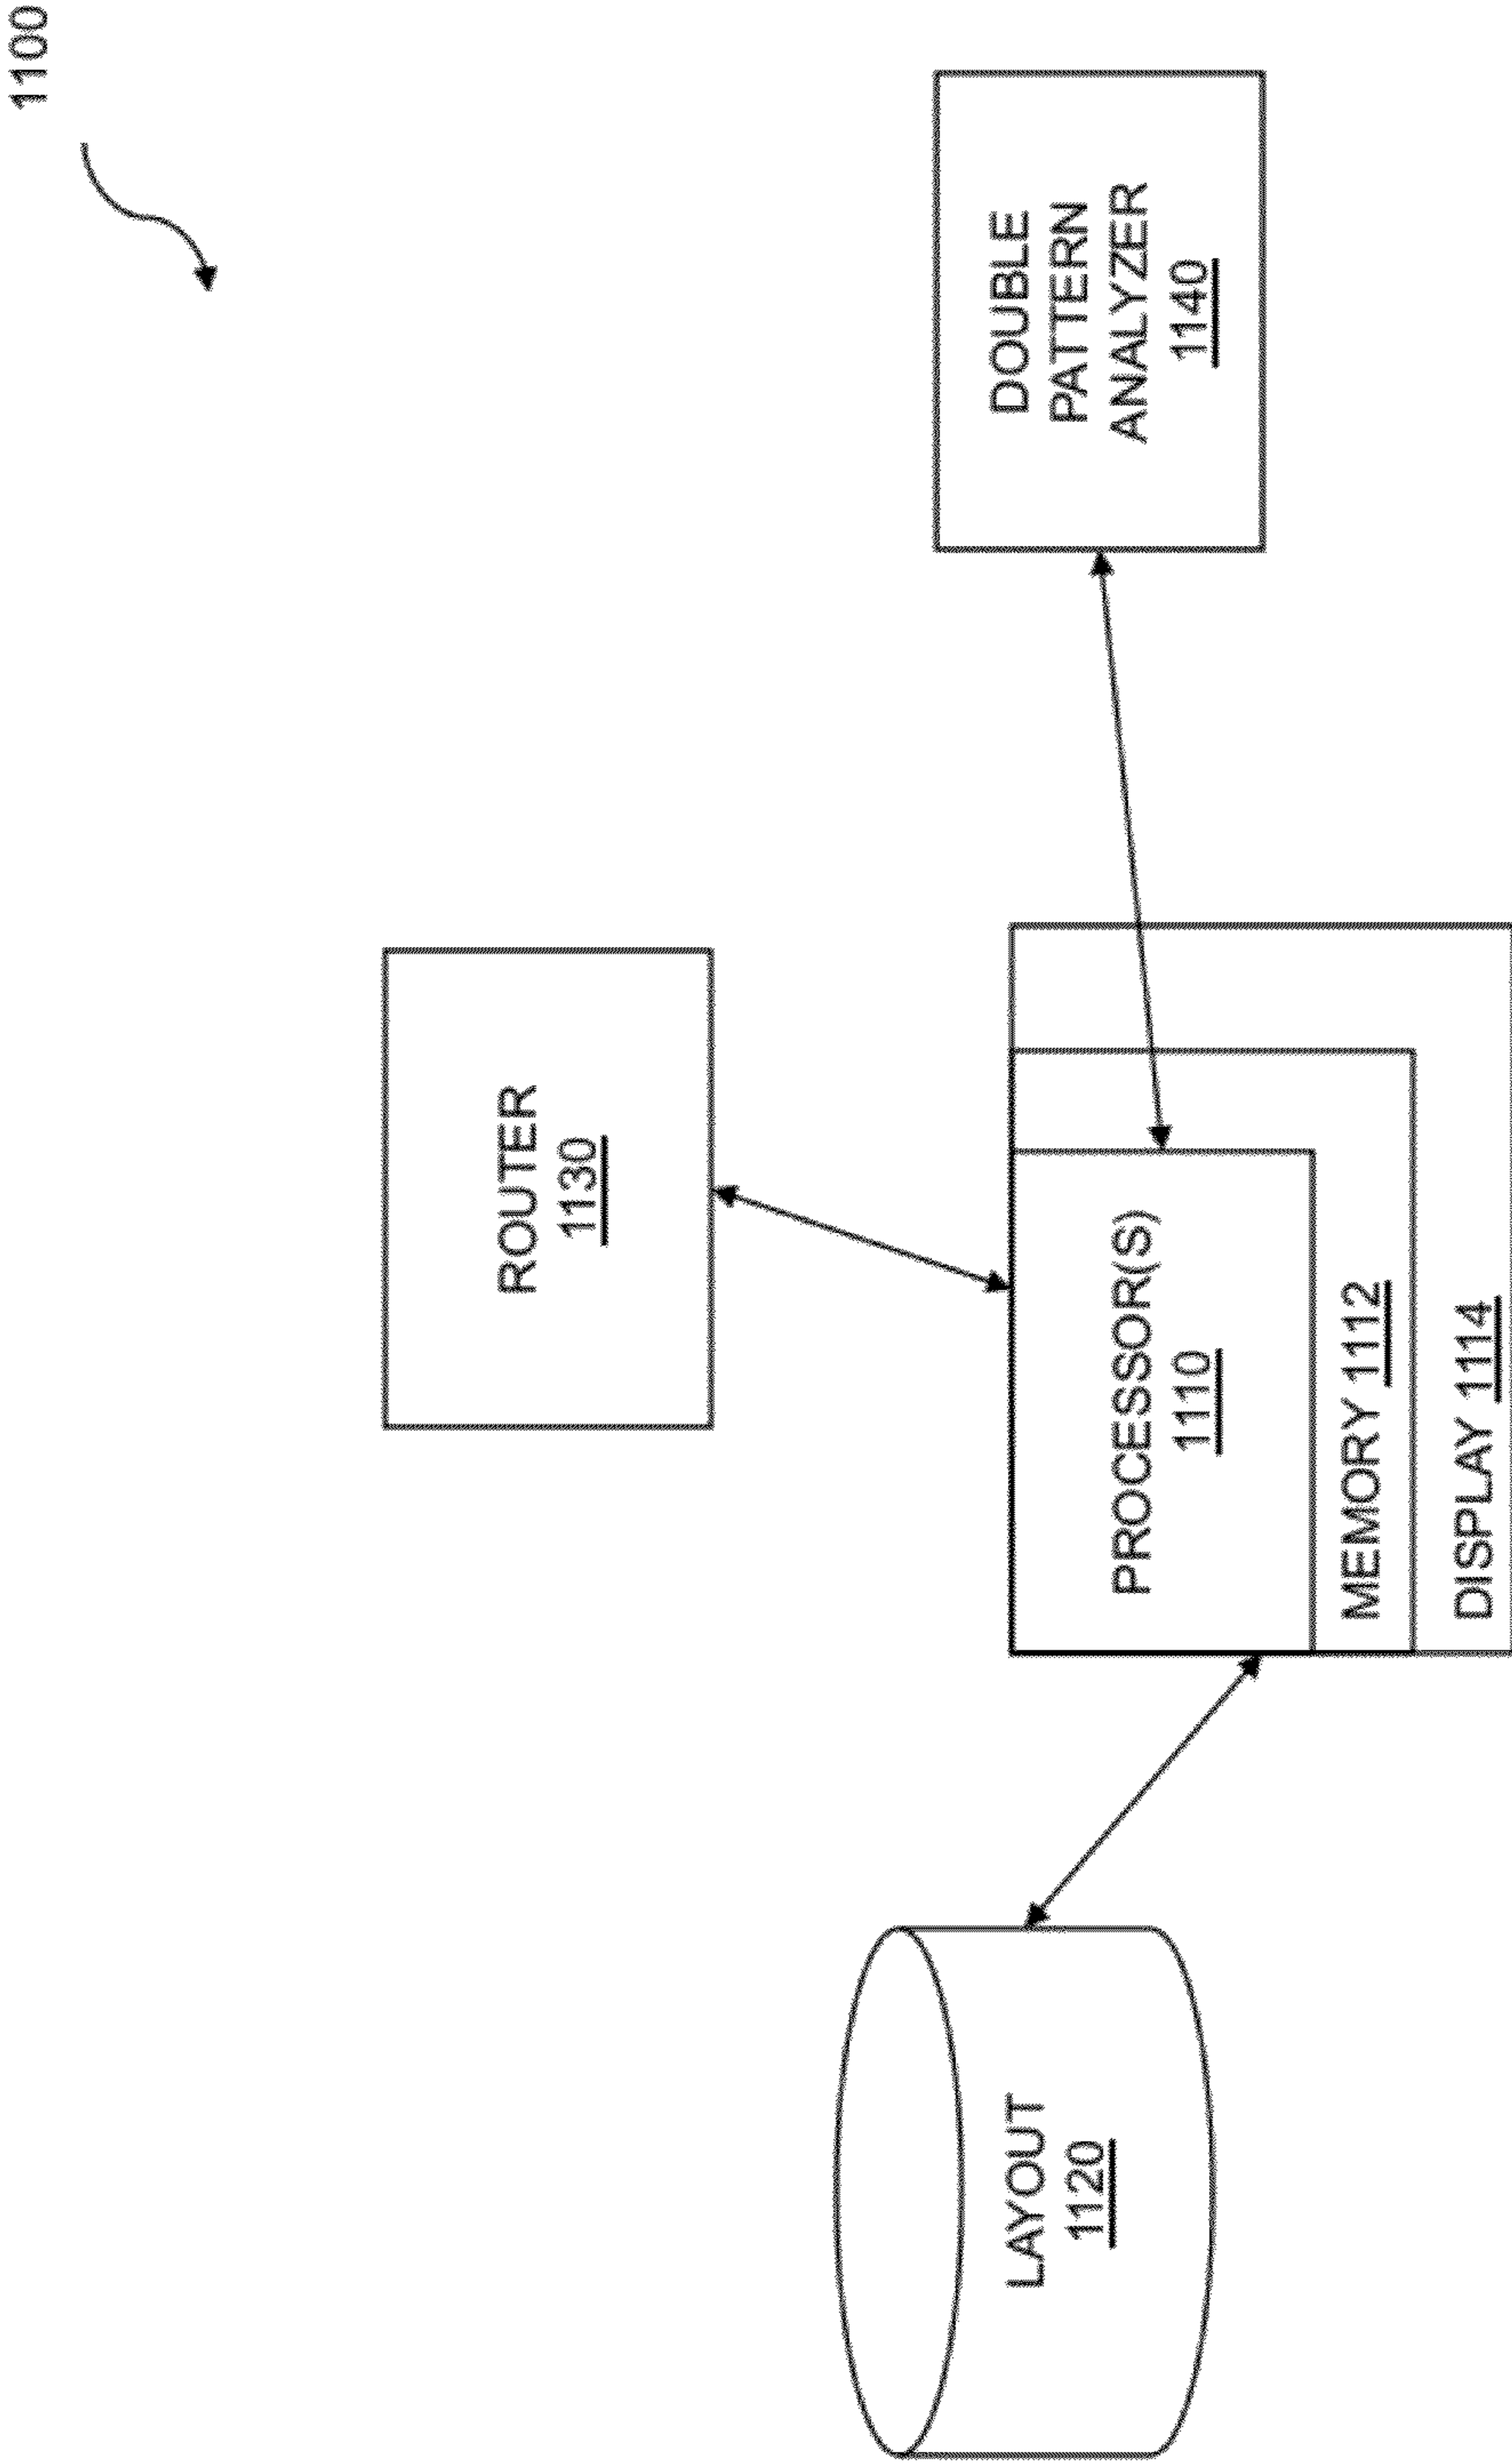 1100
ROUTER
1130
LAYOUT
1120
PROCESSOR(S)
1110
MEMORY 1112
DISPLAY 1114
DOUBLE
PATTERN
ANALYZER
1140